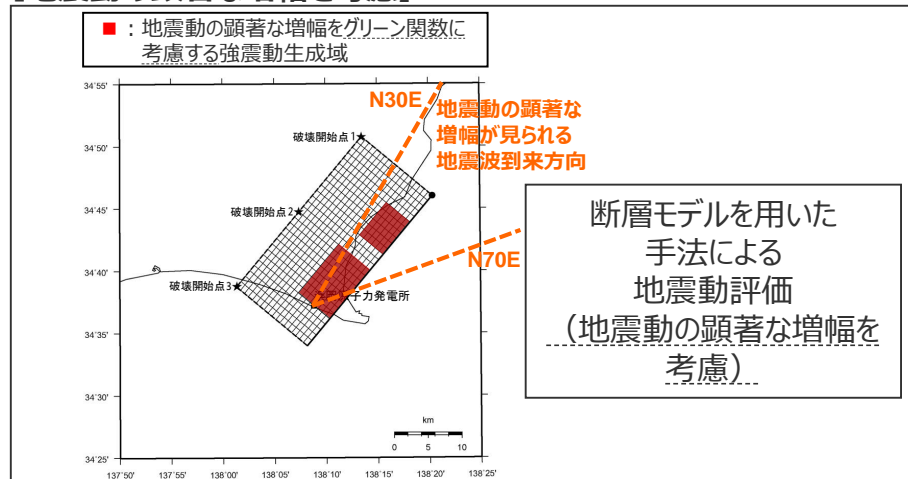 ■：地震動の顕著な増幅をグリーン関数に
考慮する強震動生成域
N30E
地震動の顕著な
増幅が見られる
地震波到来方向
破壊開始点1
破壊開始点2
破壊開始点3
N70E
子力発電所
断層モデルを用いた
手法による
地震動評価
（地震動の顕著な増幅を
考慮）
34°55'
34°50'
34°45'
34°40'
34°35'
34°30'
34°25'
km
0 5 10
137°50' 137°55' 138°00' 138°05' 138°10' 138°15' 138°20' 138°25'